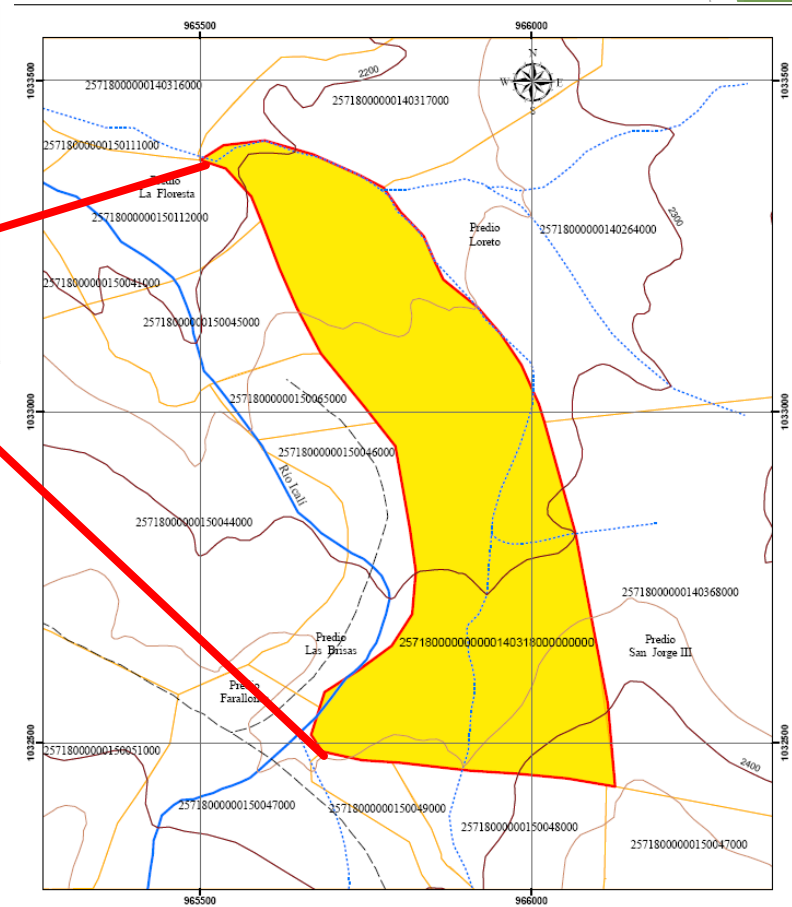 965500
966000
1033500
1033500
2200
N
W
E
S
25718000000140316000
25718000000140317000
25718000000150111000
Predio
La Floresta
25718000000150112000
Predio
Loreto
2300
25718000000140264000
25718000000150041000
25718000000150045000
25718000000150065000
1033000
1033000
25718000000150046000
Rio Icali
25718000000150044000
25718000000140368000
Predio
Las Brisas
257180000000000140318000000000
Predio
San Jorge III
Predio
Farallon
1032500
1032500
25718000000150051000
2400
25718000000150047000
25718000000150049000
25718000000150048000
25718000000150047000
965500
966000